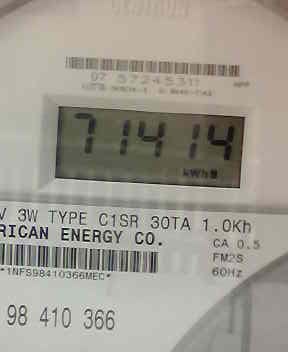 07 57245311
71414
kWh
V 3W TYPE C1SR 30TA 1.0Kh
RICAN ENERGY CO.
CA 0.5
FM2S
*1NFS98410366MEC*
60Hz
98 410 366